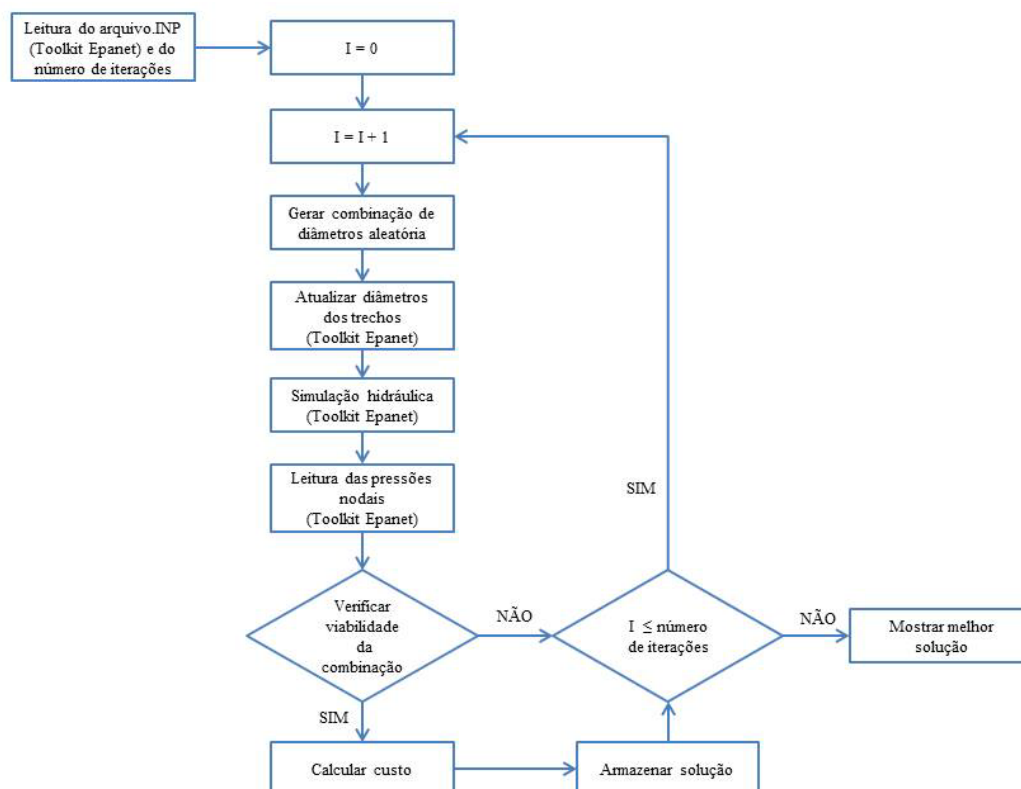 Leitura do arquivo.INP
(Toolkit Epanet) e do
número de iterações
I = 0
I = I + 1
Gerar combinação de
diâmetros aleatória
Atualizar diâmetros
dos trechos
(Toolkit Epanet)
Simulação hidráulica
(Toolkit Epanet)
Leitura das pressões
nodais
(Toolkit Epanet)
SIM
Verificar
viabilidade
da
combinação
NÃO
I ≤ número
de iterações
NÃO
Mostrar melhor
solução
SIM
Calcular custo
Armazenar solução